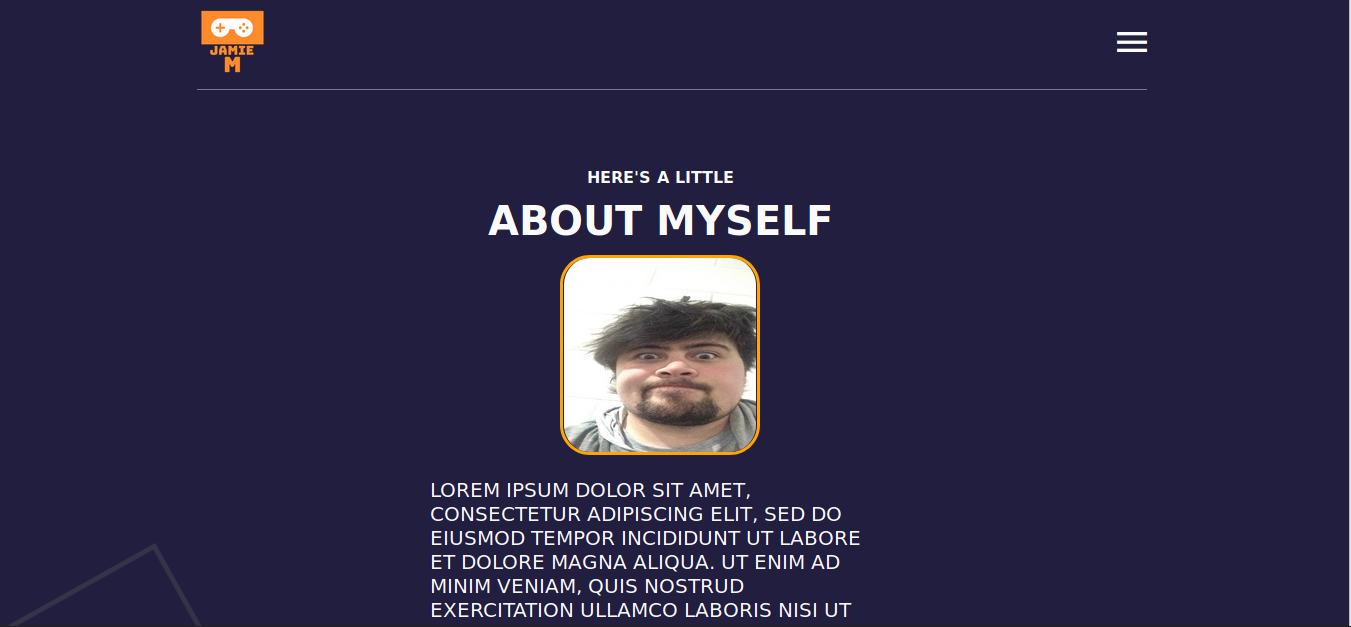 JAMIE
M
HERE'S A LITTLE
ABOUT MYSELF
LOREM IPSUM DOLOR SIT AMET,
CONSECTETUR ADIPISCING ELIT, SED DO
EIUSMOD TEMPOR INCIDIDUNT UT LABORE
ET DOLORE MAGNA ALIQUA. UT ENIM AD
MINIM VENIAM, QUIS NOSTRUD
EXERCITATION ULLAMCO LABORIS NISI UT